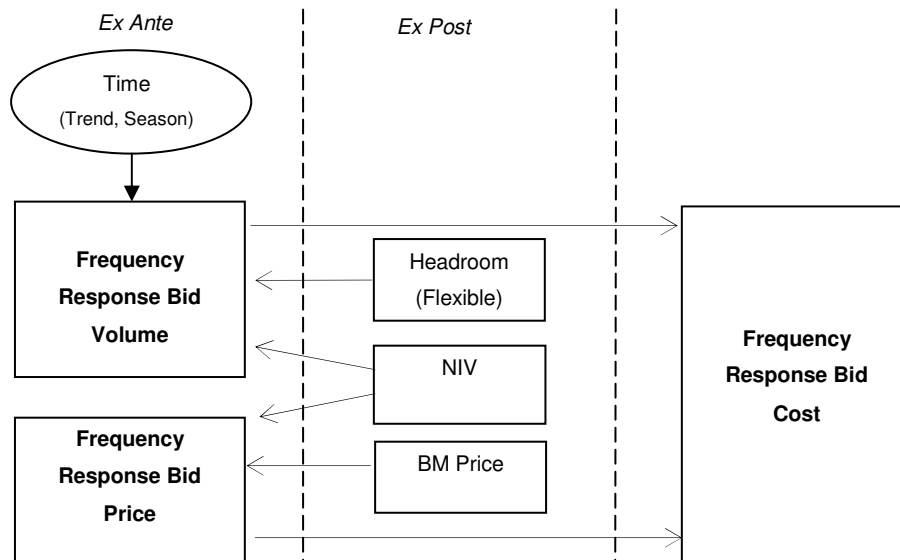 Ex Ante
Ex Post
Time
(Trend, Season)
Frequency
Response Bid
Volume
Headroom
(Flexible)
NIV
Frequency
Response Bid
Cost
Frequency
Response Bid
Price
BM Price